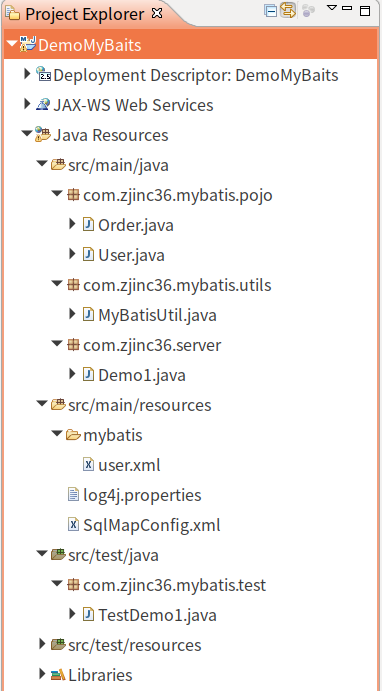 Project Explorer
DemoMyBaits
Deployment Descriptor: DemoMyBaits
JAX-WS Web Services
Java Resources
src/main/java
com.zjinc36.mybatis.pojo
Order.java
User.java
com.zjinc36.mybatis.utils
MyBatisUtil.java
com.zjinc36.server
Demo1.java
src/main/resources
mybatis
user.xml
log4j.properties
SqlMapConfig.xml
src/test/java
com.zjinc36.mybatis.test
TestDemo1.java
src/test/resources
Libraries